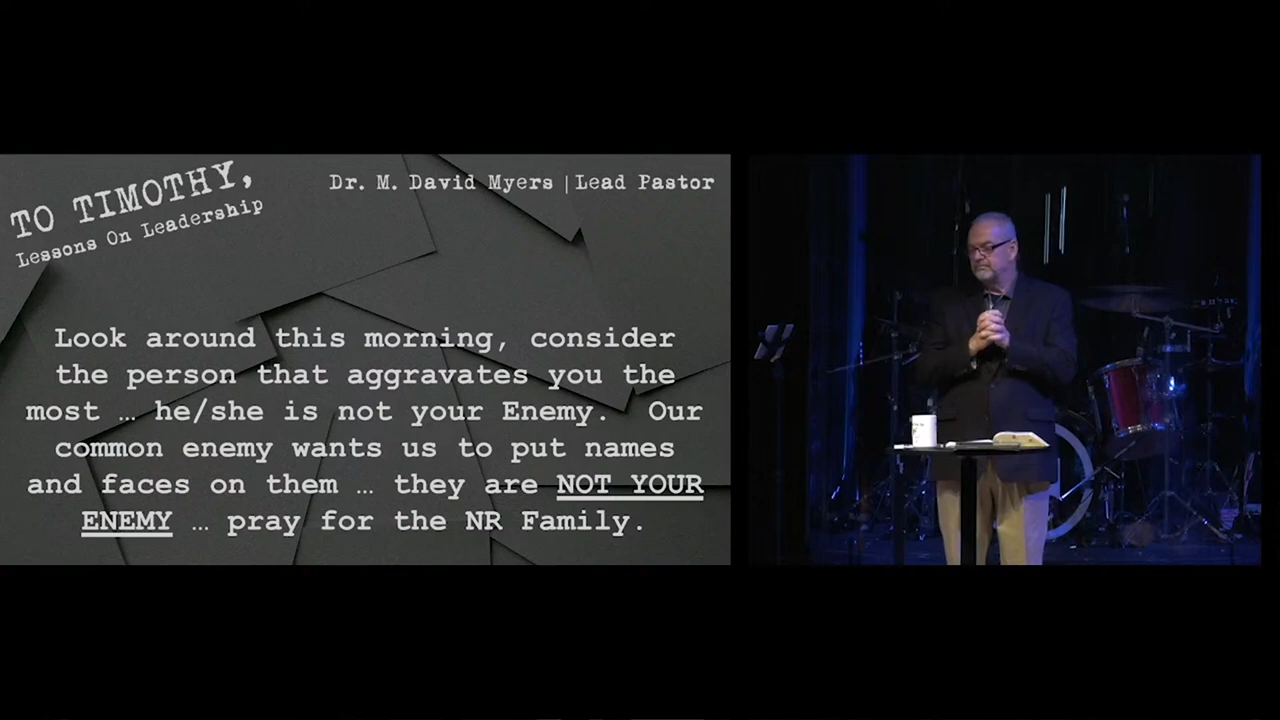 TO TIMOTHY,
Lessons On Leadership
Dr. M. David Myers | Lead Pastor
Look around this morning, consider
the person that aggravates you the
most … he/she is not your Enemy. Our
common enemy wants us to put names
and faces on them … they are NOT YOUR
ENEMY … pray for the NR Family.